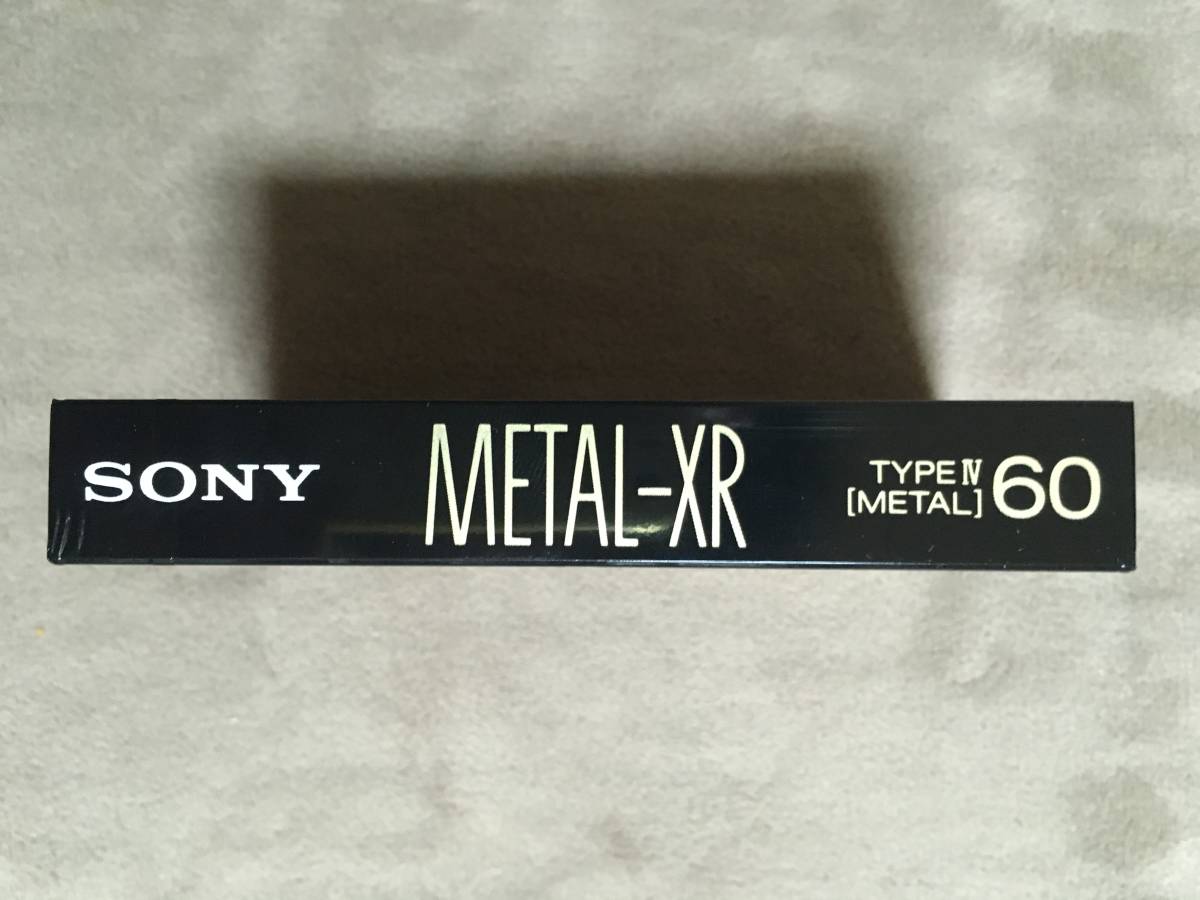 SONY
METAL-XR
TYPE Ⅳ
[METAL]
60